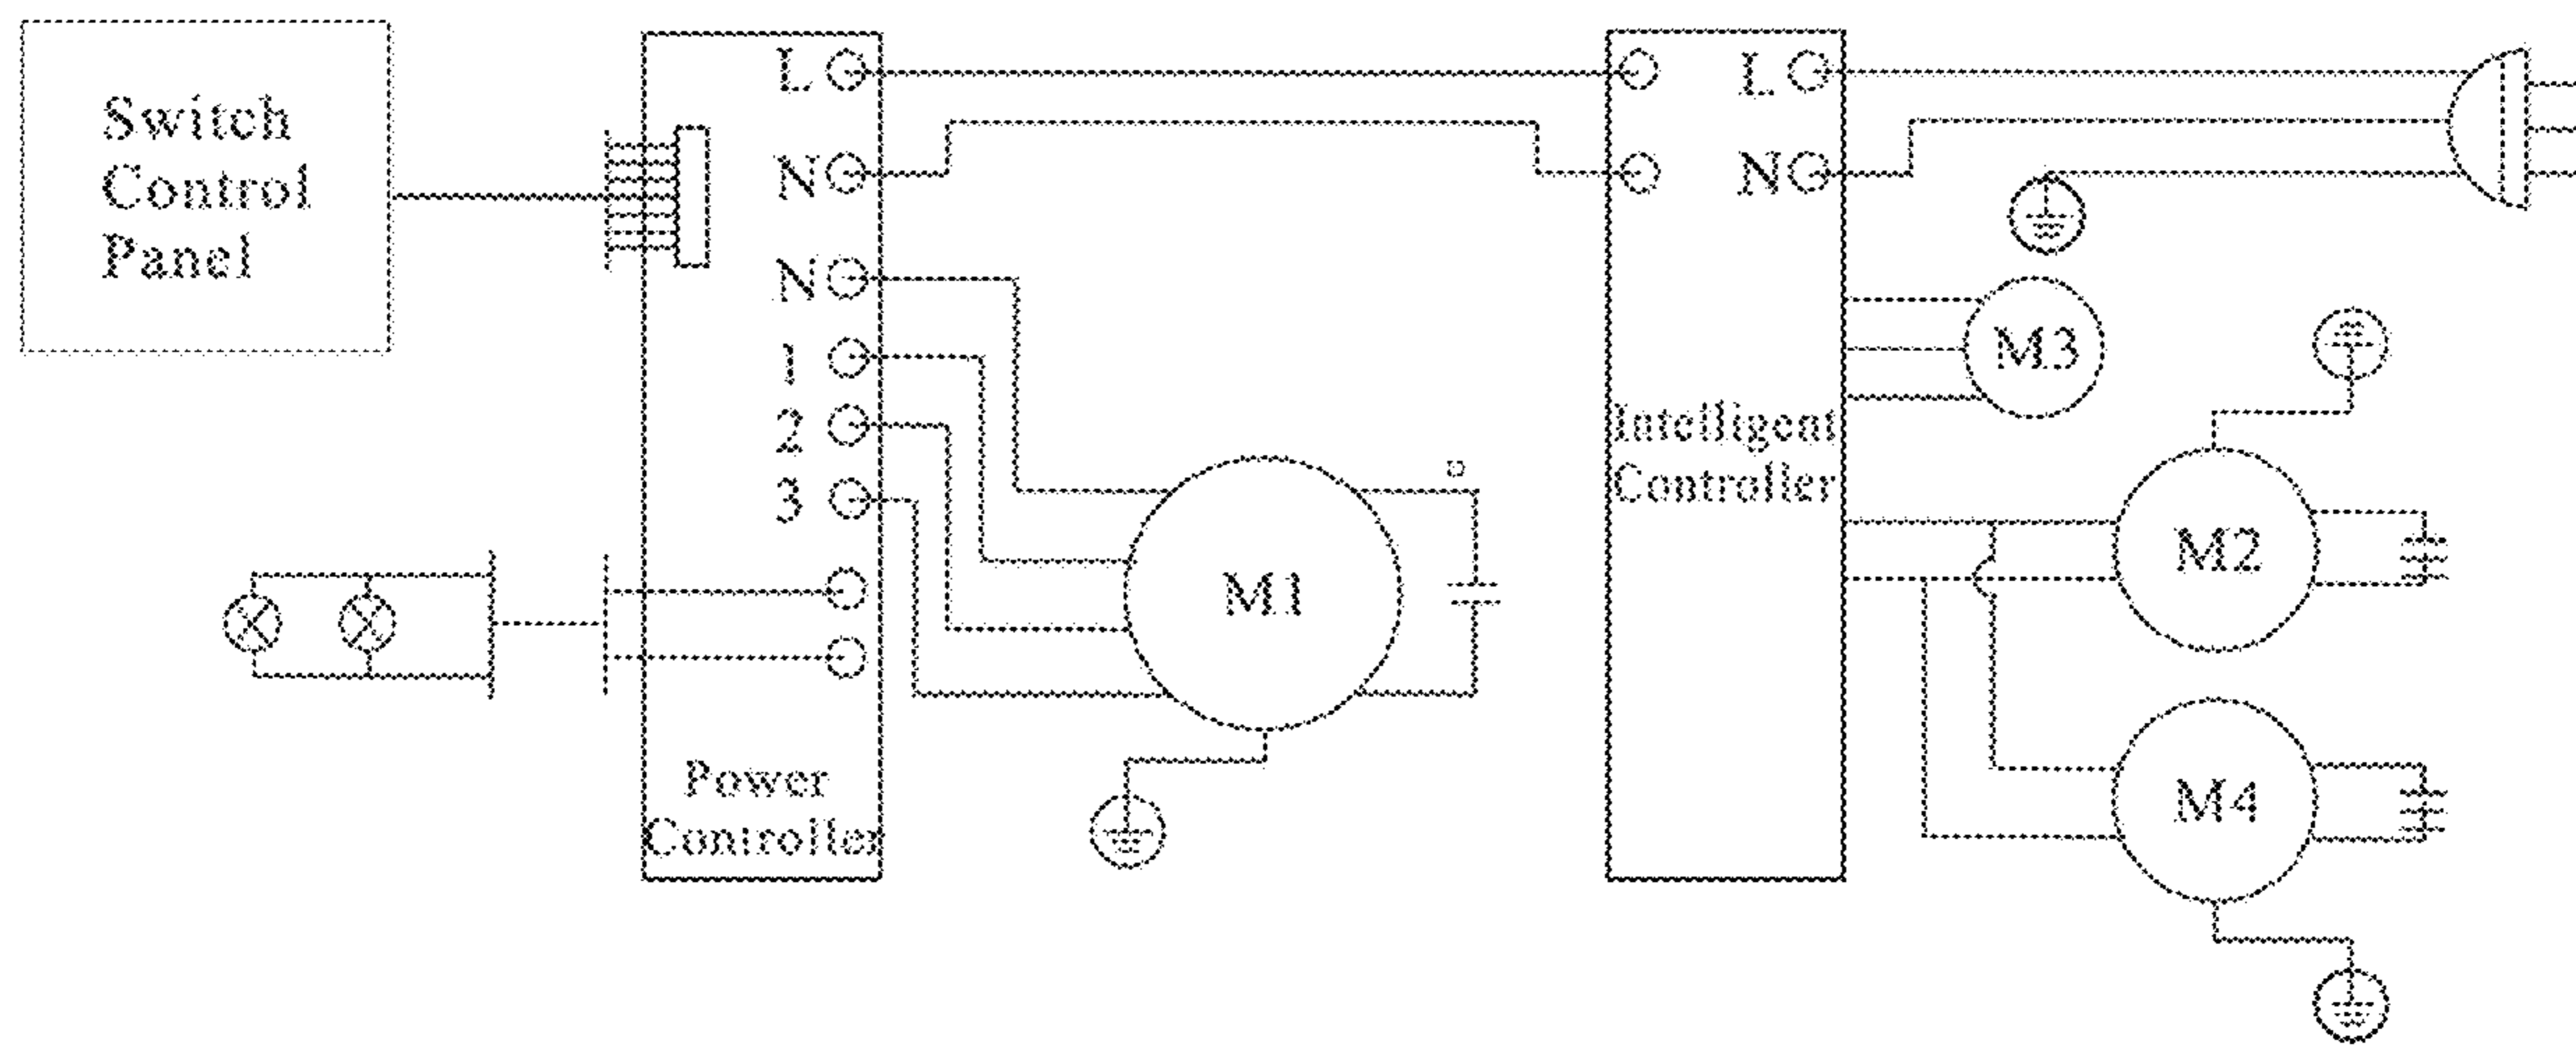 Switch
Control
Panel
L
N
N
1
2
3
Power
Controller
M1
L
N
Intelligent
Controller
M3
M2
M4